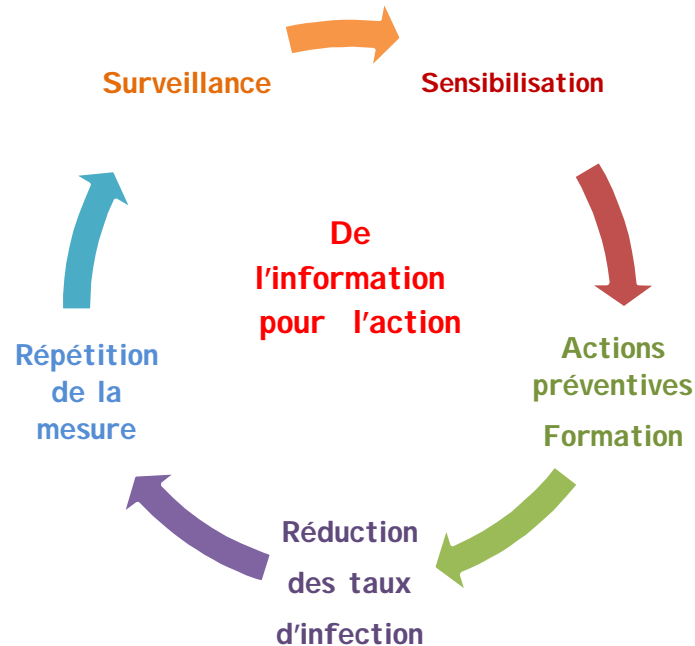 Surveillance
Sensibilisation
De
l'information
pour l'action
Actions
préventives
Formation
Réduction
des taux
d'infection
Répétition
de la
mesure